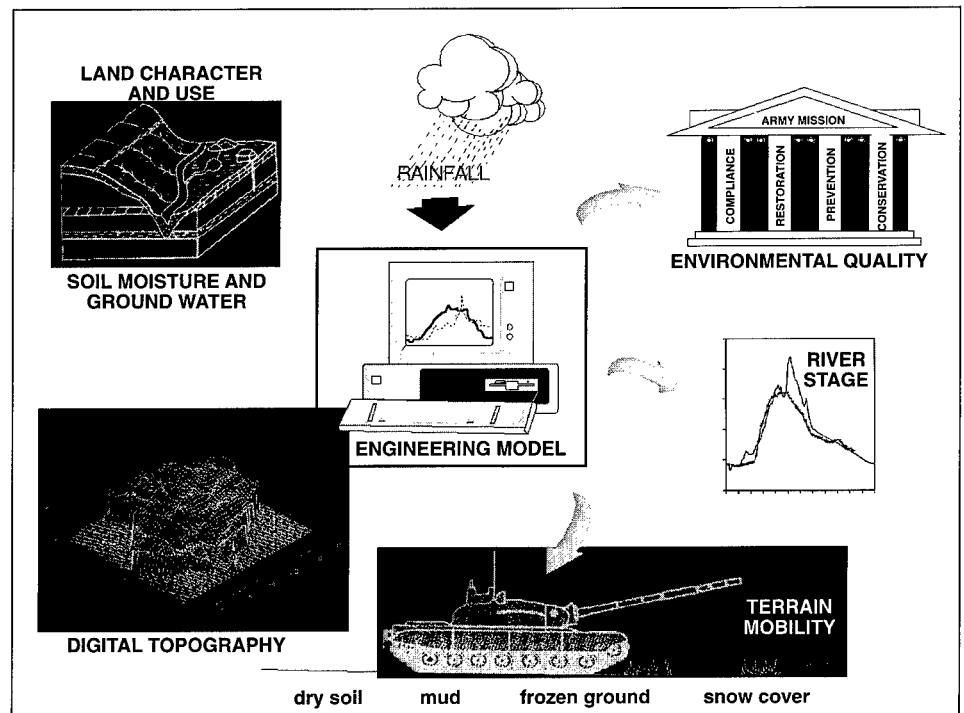 LAND CHARACTER
AND USE
SOIL MOISTURE AND
GROUND WATER
RAINFALL
ARMY MISSION
COMPLIANCE
RESTORATION
PREVENTION
CONSERVATION
ENVIRONMENTAL QUALITY
ENGINEERING MODEL
RIVER
STAGE
DIGITAL TOPOGRAPHY
TERRAIN
MOBILITY
dry soil mud frozen ground snow cover